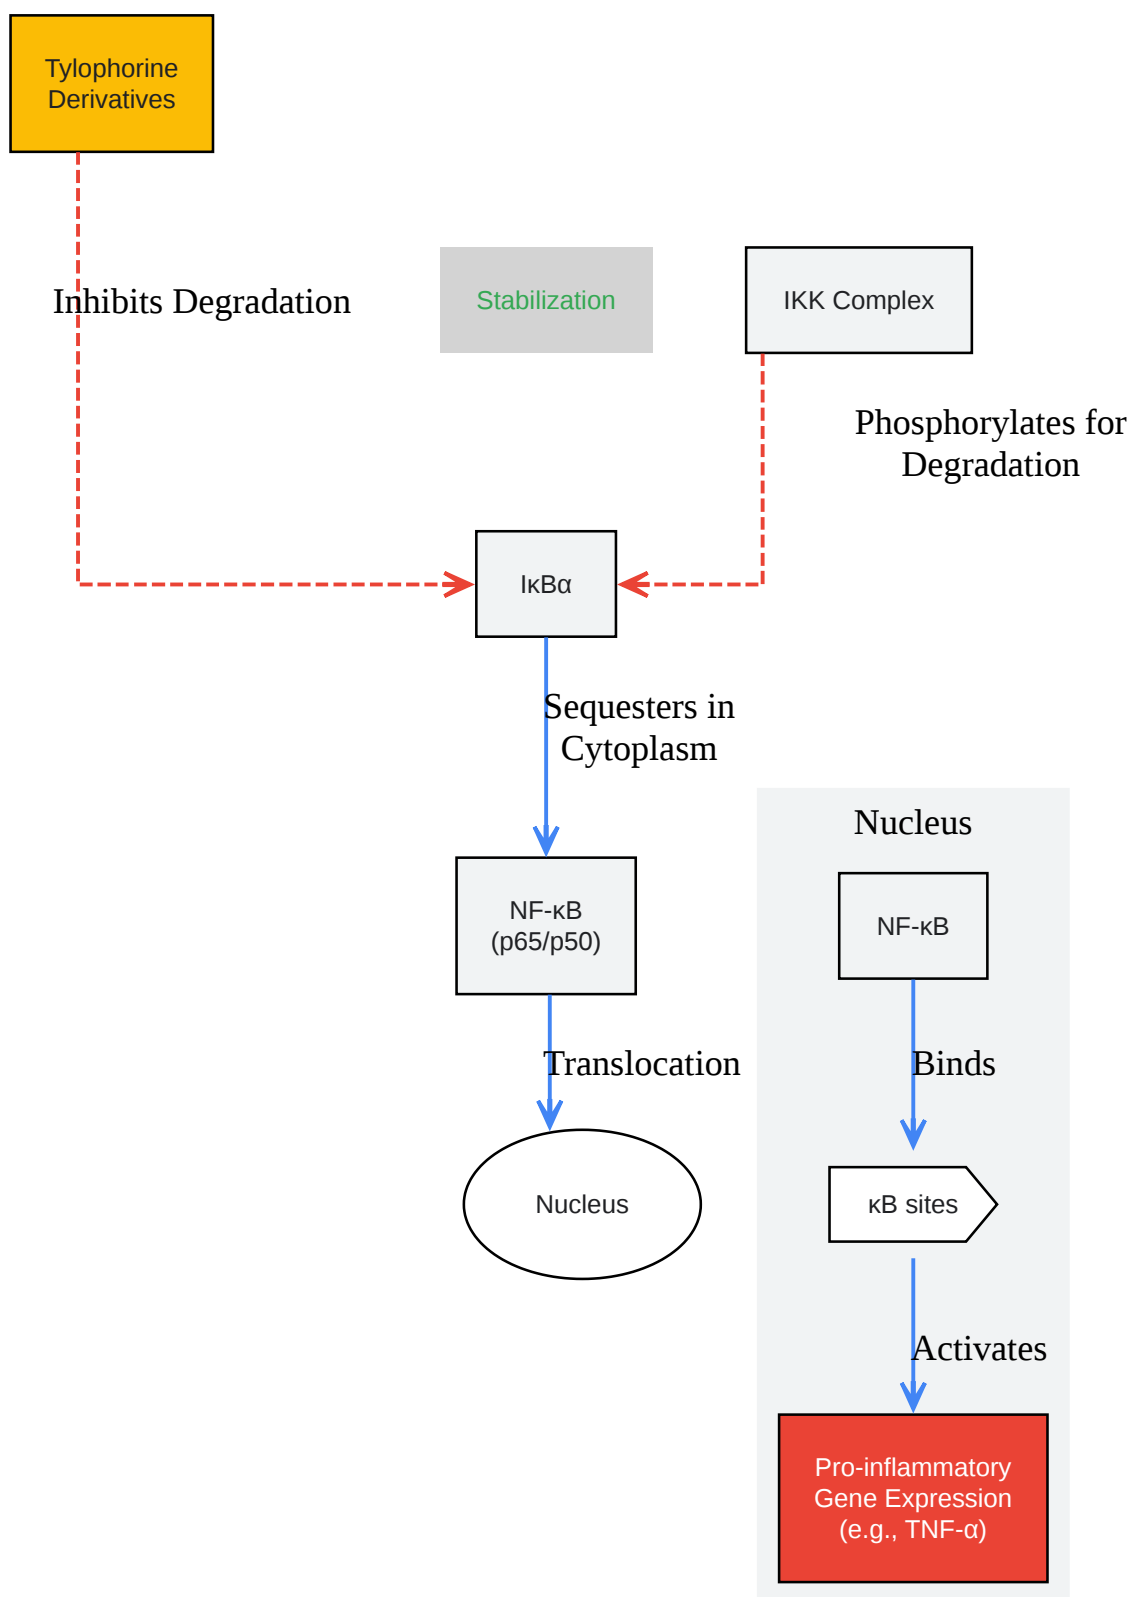 Tylophorine
Derivatives
Inhibits Degradation
Stabilization
IKK Complex
Phosphorylates for
Degradation
IκBα
Sequesters in
Cytoplasm
Nucleus
NF-κB
(p65/p50)
NF-κB
Translocation
Binds
Nucleus
κB sites
Activates
Pro-inflammatory
Gene Expression
(e.g., TNF-α)